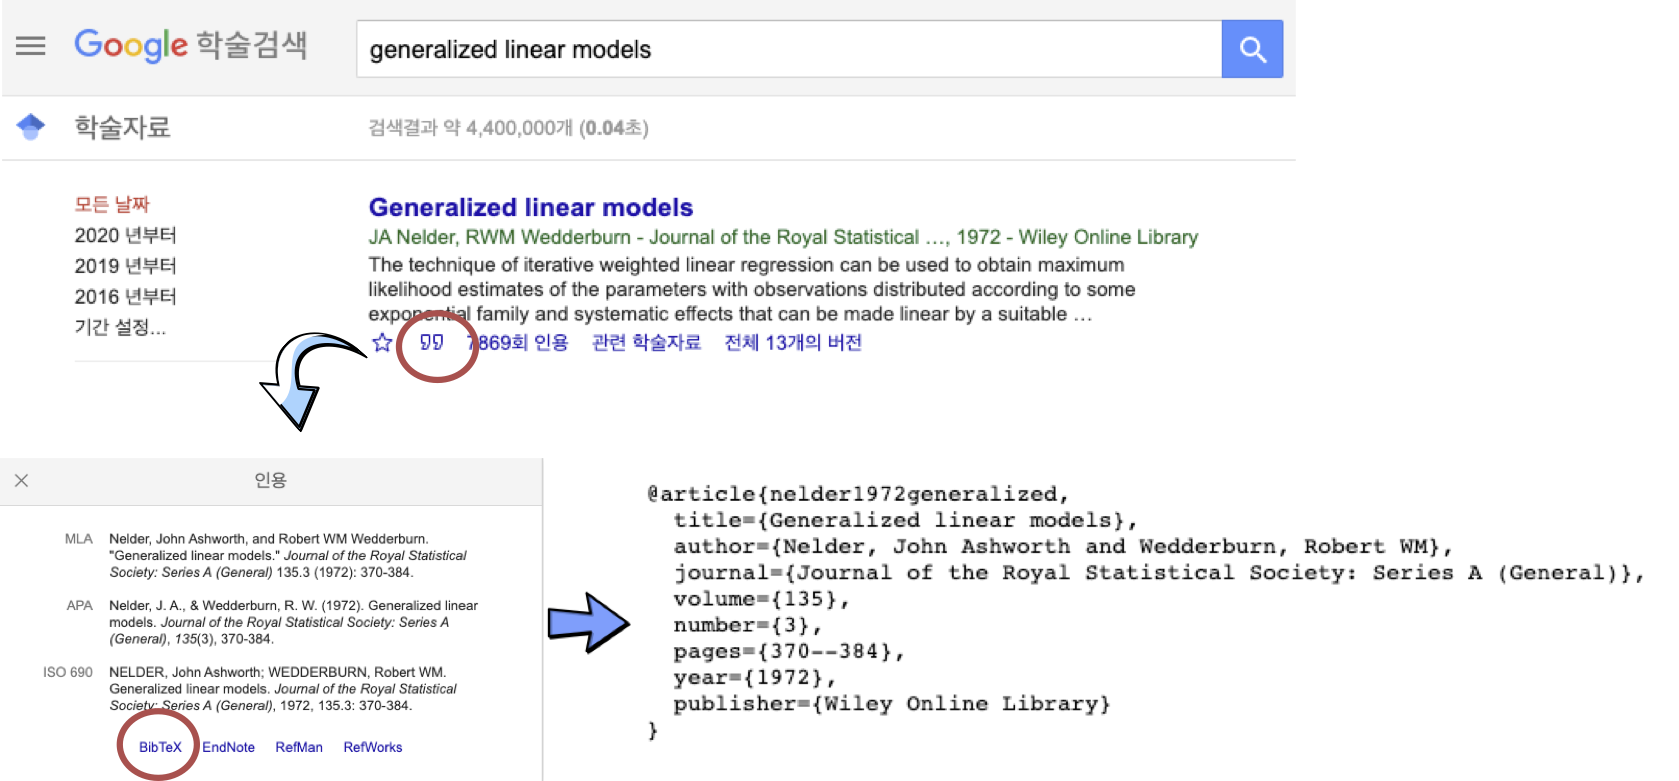 Google 학술검색
generalized linear models
학술자료
검색결과 약 4,400,000개 (0.04초)
모든 날짜
2020 년부터
2019 년부터
2016 년부터
기간 설정...
Generalized linear models
JA Nelder, RWM Wedderburn - Journal of the Royal Statistical …, 1972 - Wiley Online Library
The technique of iterative weighted linear regression can be used to obtain maximum
likelihood estimates of the parameters with observations distributed according to some
exponential family and systematic effects that can be made linear by a suitable …
7869회 인용 관련 학술자료 전체 13개의 버전
인용
MLA Nelder, John Ashworth, and Robert WM Wedderburn.
"Generalized linear models." Journal of the Royal Statistical
Society: Series A (General) 135.3 (1972): 370-384.
APA Nelder, J. A., & Wedderburn, R. W. (1972). Generalized linear
models. Journal of the Royal Statistical Society: Series A
(General), 135(3), 370-384.
ISO 690 NELDER, John Ashworth; WEDDERBURN, Robert WM.
Generalized linear models. Journal of the Royal Statistical
Society: Series A (General), 1972, 135.3: 370-384.
BibTeX EndNote RefMan RefWorks
@article{nelder1972generalized,
title={Generalized linear models},
author={Nelder, John Ashworth and Wedderburn, Robert WM},
journal={Journal of the Royal Statistical Society: Series A (General)},
volume={135},
number={3},
pages={370--384},
year={1972},
publisher={Wiley Online Library}
}